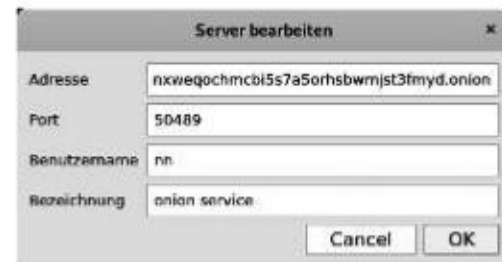 Server bearbeiten ×
Adresse nxweqochmcbi5s7a5orhsbwmjst3fmyd.onion
Port 50489
Benutzername nn
Bezeichnung onion service
Cancel OK